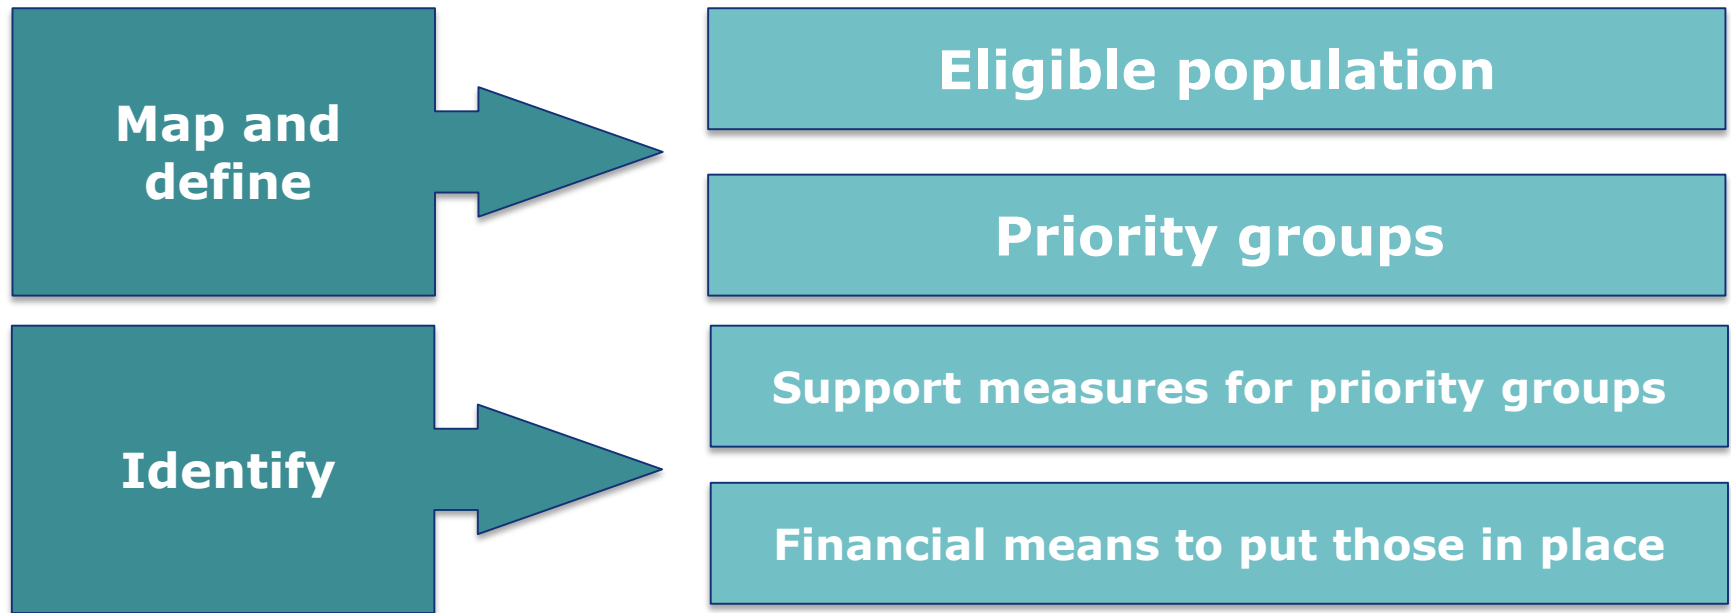 Map and
define
Eligible population
Priority groups
Identify
Support measures for priority groups
Financial means to put those in place